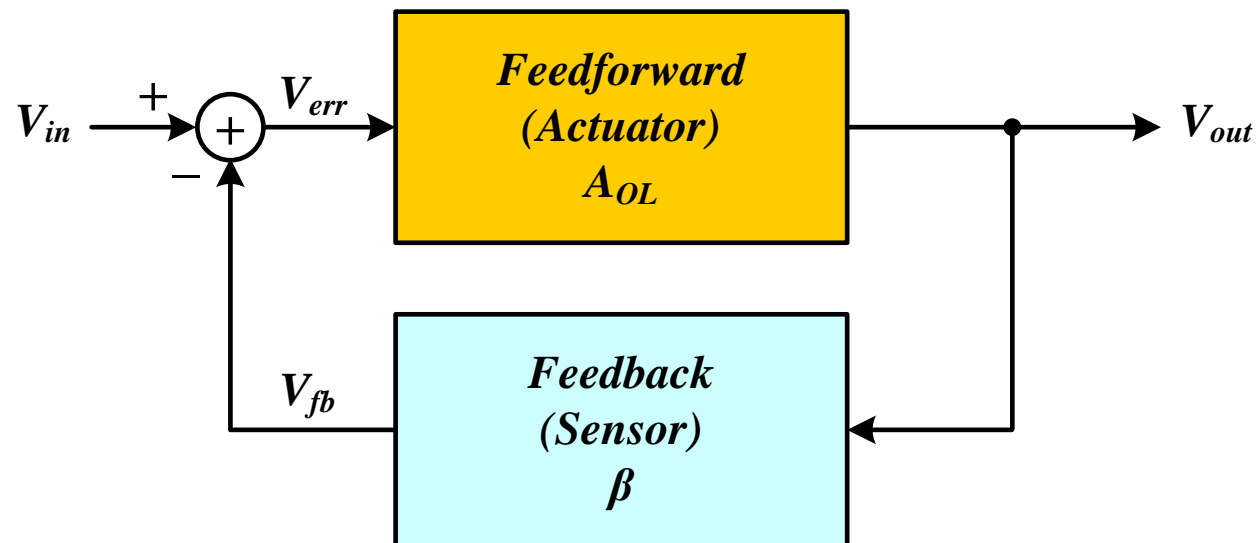 Feedforward
(Actuator)
A_OL
V_in
+
+
−
V_err
V_out
Feedback
(Sensor)
β
V_fb